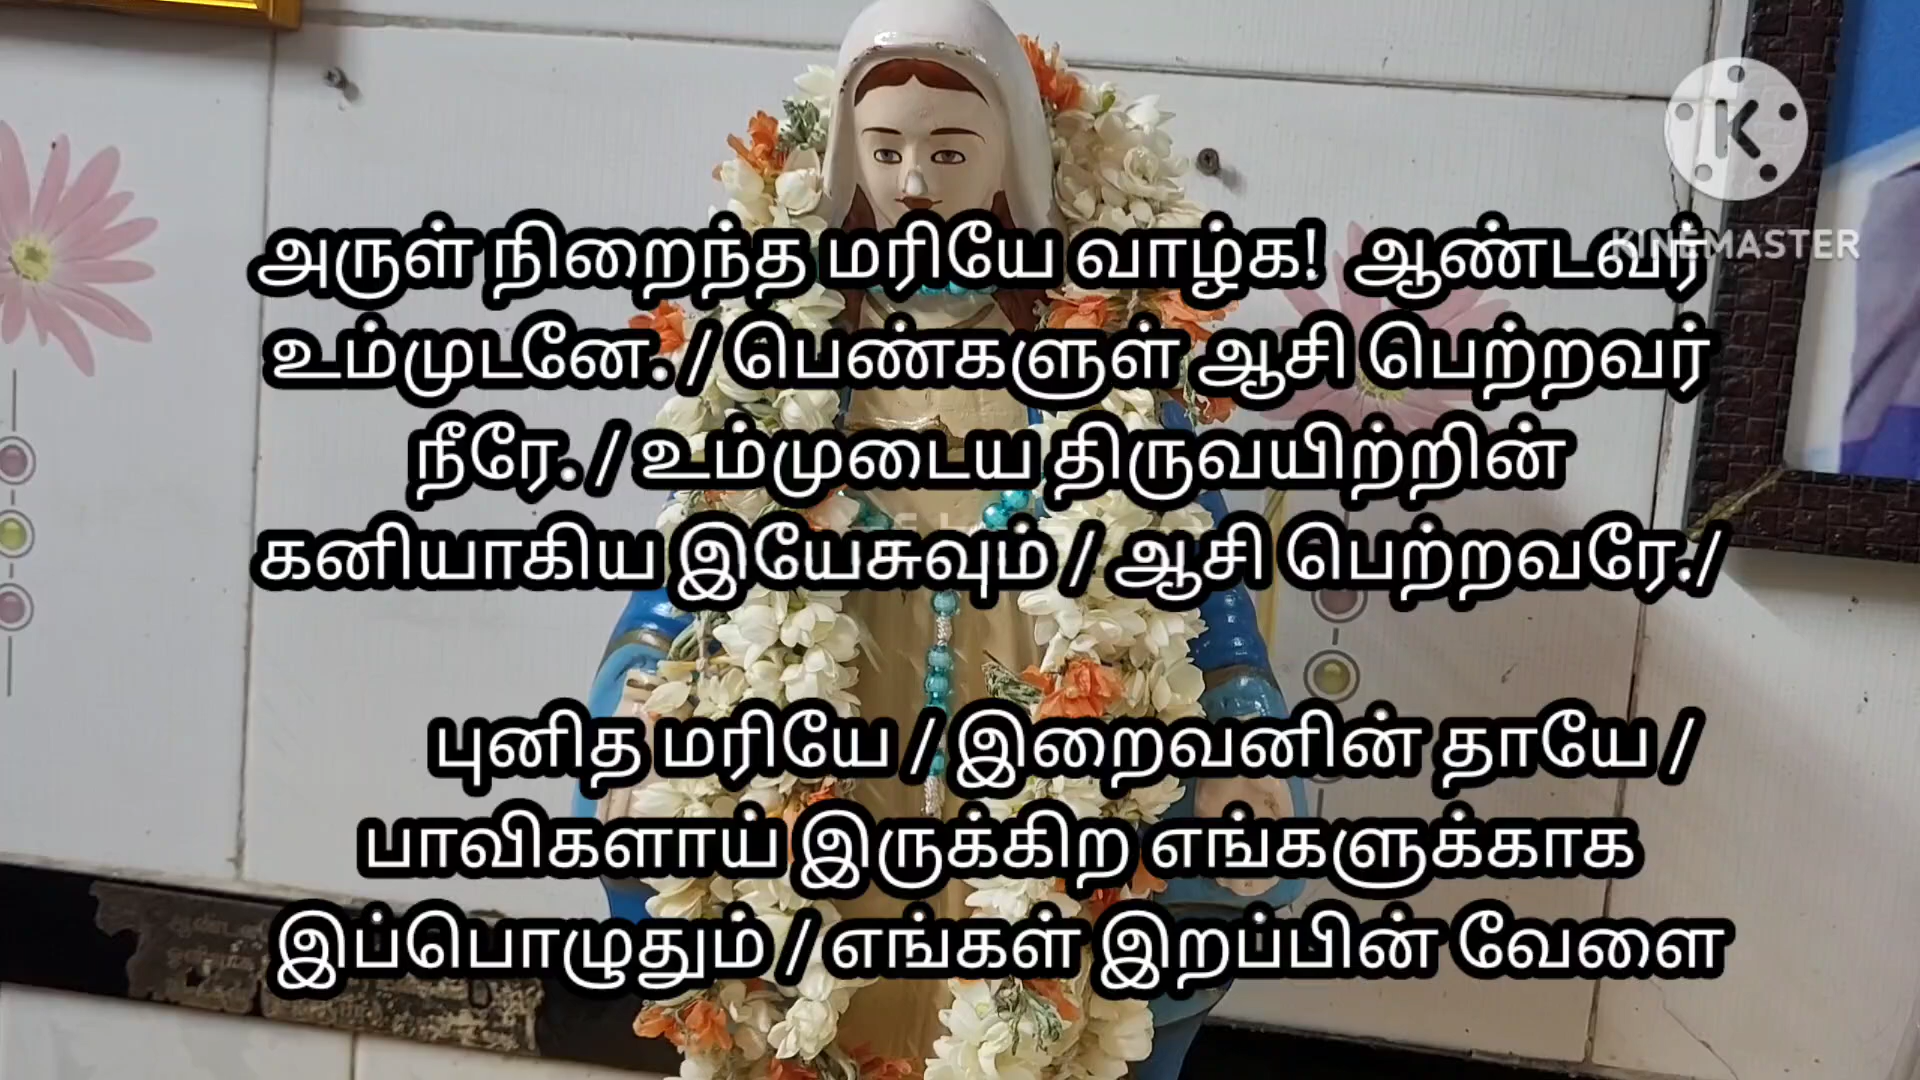 KINEMASTER
அருள் நிறைந்த மரியே வாழ்க! ஆண்டவர்
உம்முடனே. / பெண்களுள் ஆசி பெற்றவர்
நீரே. / உம்முடைய திருவயிற்றின்
கனியாகிய இயேசுவும் / ஆசி பெற்றவரே./
புனித மரியே / இறைவனின் தாயே /
பாவிகளாய் இருக்கிற எங்களுக்காக
இப்பொழுதும் / எங்கள் இறப்பின் வேளை